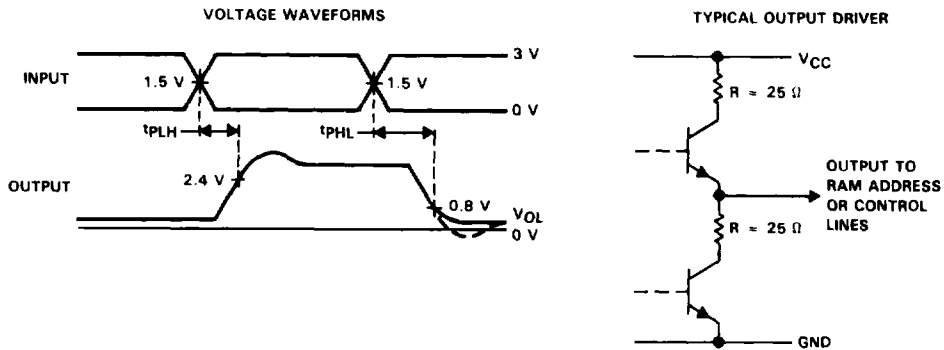 VOLTAGE WAVEFORMS
INPUT
1.5 V
1.5 V
3 V
0 V
tPLH
tPHL
OUTPUT
2.4 V
0.8 V
VOL
0 V
TYPICAL OUTPUT DRIVER
VCC
R ≈ 25 Ω
OUTPUT TO
RAM ADDRESS
OR CONTROL
LINES
R ≈ 25 Ω
GND